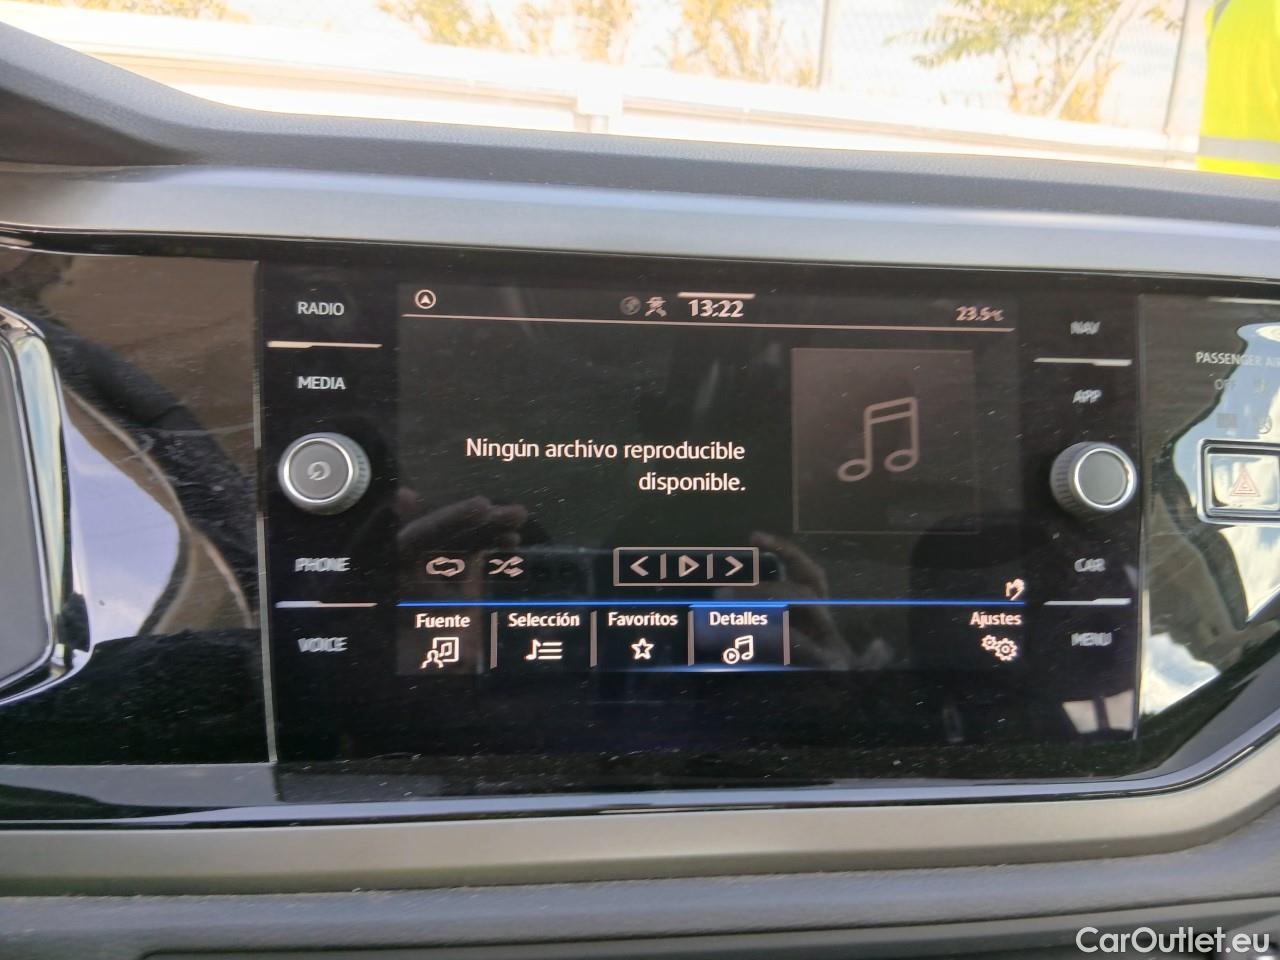 RADIO
MEDIA
PHONE
VOICE
13:22
23.5°C
Ningún archivo reproducible
disponible.
Fuente
Selección
Favoritos
Detalles
Ajustes
NAV
APP
CAR
MENU
PASSENGER
CarOutlet.eu